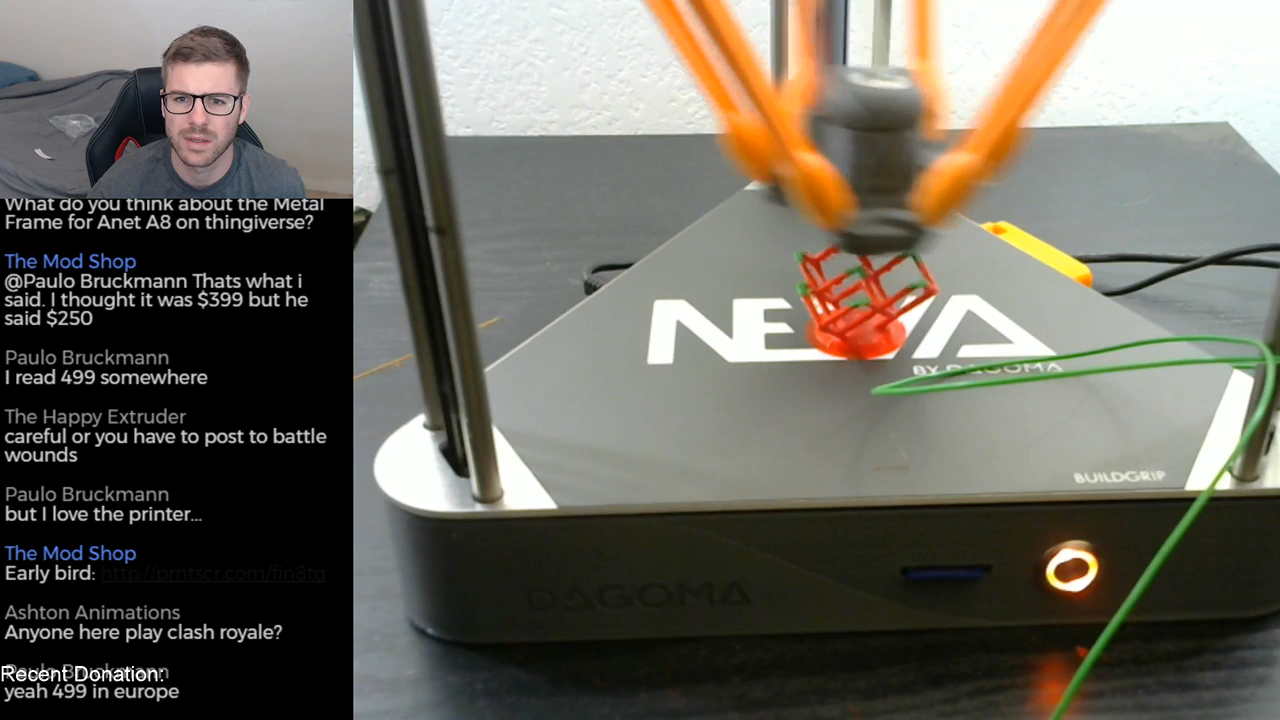 What do you think about the Metal
Frame for Anet A8 on thingiverse?
The Mod Shop
@Paulo Bruckmann Thats what i
said. I thought it was $399 but he
said $250
Paulo Bruckmann
I read 499 somewhere
The Happy Extruder
careful or you have to post to battle
wounds
Paulo Bruckmann
but I love the printer...
The Mod Shop
Early bird: http://prntscr.com/fin8tg
Ashton Animations
Anyone here play clash royale?
Paulo Bruckmann
Recent Donation:
yeah 499 in europe
NEVA
BY DAGOMA
BUILDGRIP
DAGOMA